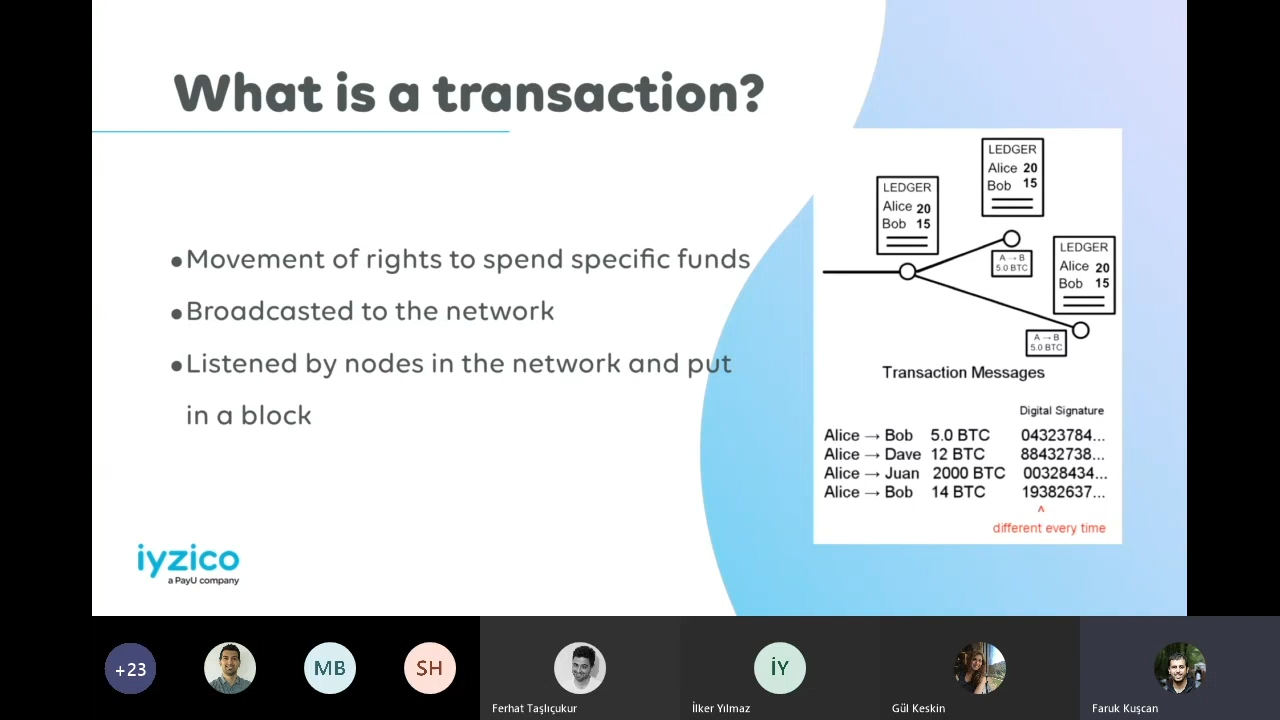 What is a transaction?
•Movement of rights to spend specific funds
•Broadcasted to the network
•Listened by nodes in the network and put
in a block
LEDGER
Alice 20
Bob 15
LEDGER
Alice 20
Bob 15
A → B
5.0 BTC
LEDGER
Alice 20
Bob 15
A → B
5.0 BTC
Transaction Messages
Digital Signature
Alice → Bob 5.0 BTC 04323784...
Alice → Dave 12 BTC 88432738...
Alice → Juan 2000 BTC 00328434...
Alice → Bob 14 BTC 19382637...
^
different every time
iyzico
a PayU company
+23
MB
SH
Ferhat Taşlıçukur
İY
İlker Yılmaz
Gül Keskin
Faruk Kuşcan